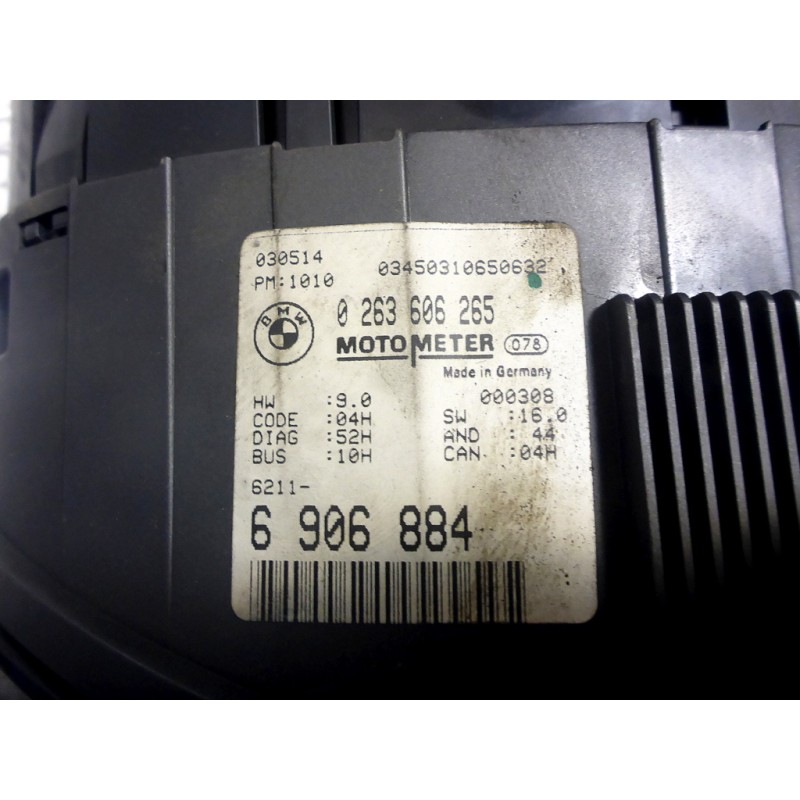 030514 03450310650632
PM:1010
BMW 0 263 606 265
MOTOMETER 078
Made in Germany
HW :9.0 000308
CODE :04H SW :16.0
DIAG :52H AND : 44
BUS :10H CAN :04H
6211-
6 906 884